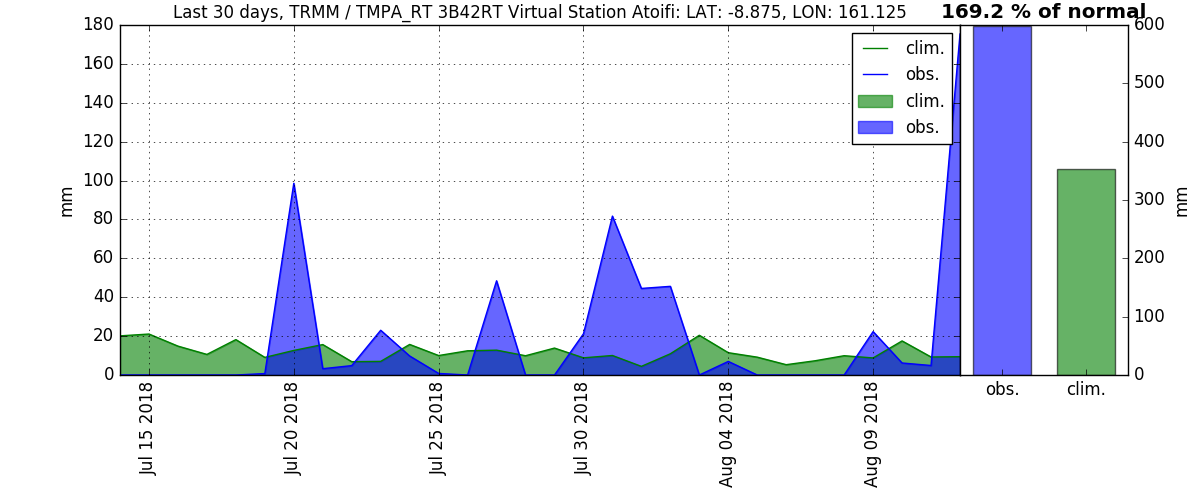 Last 30 days, TRMM / TMPA_RT 3B42RT Virtual Station Atoifi: LAT: -8.875, LON: 161.125
169.2 % of normal
180
160
140
120
100
80
60
40
20
0
mm
clim.
obs.
clim.
obs.
600
500
400
300
200
100
0
mm
obs.
clim.
Jul 15 2018
Jul 20 2018
Jul 25 2018
Jul 30 2018
Aug 04 2018
Aug 09 2018